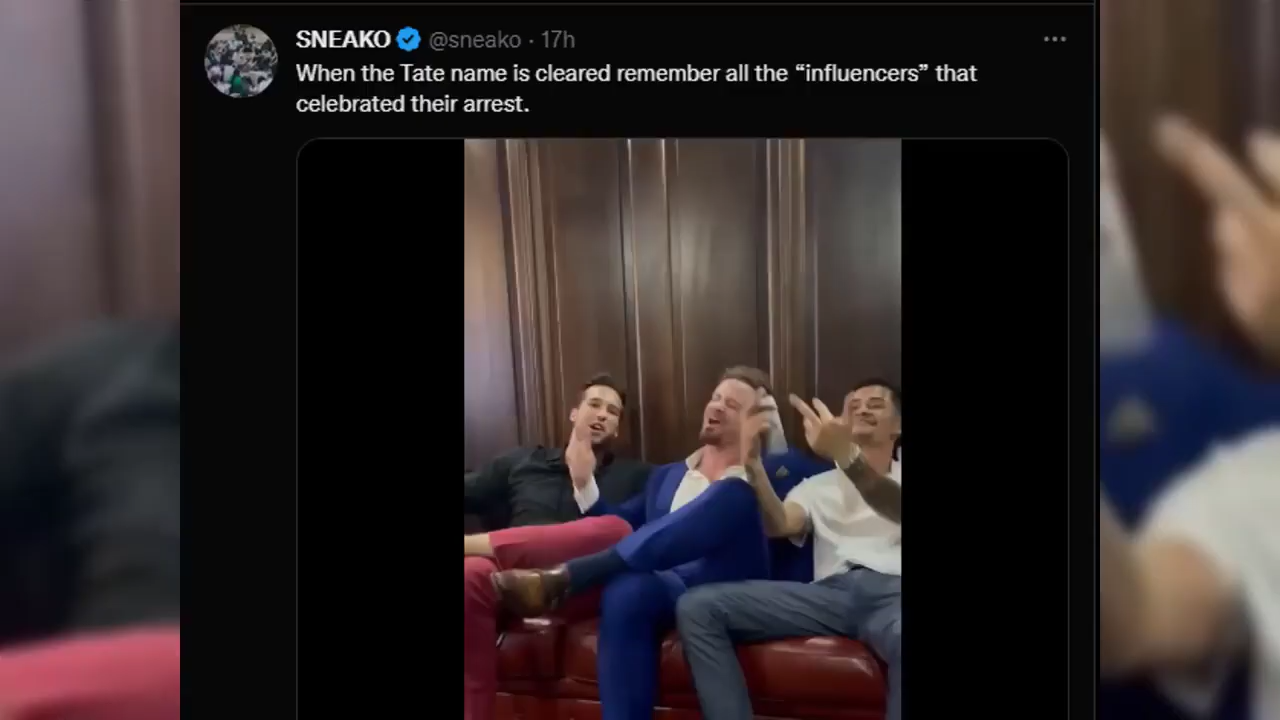 SNEAKO @sneako · 17h
When the Tate name is cleared remember all the “influencers” that
celebrated their arrest.